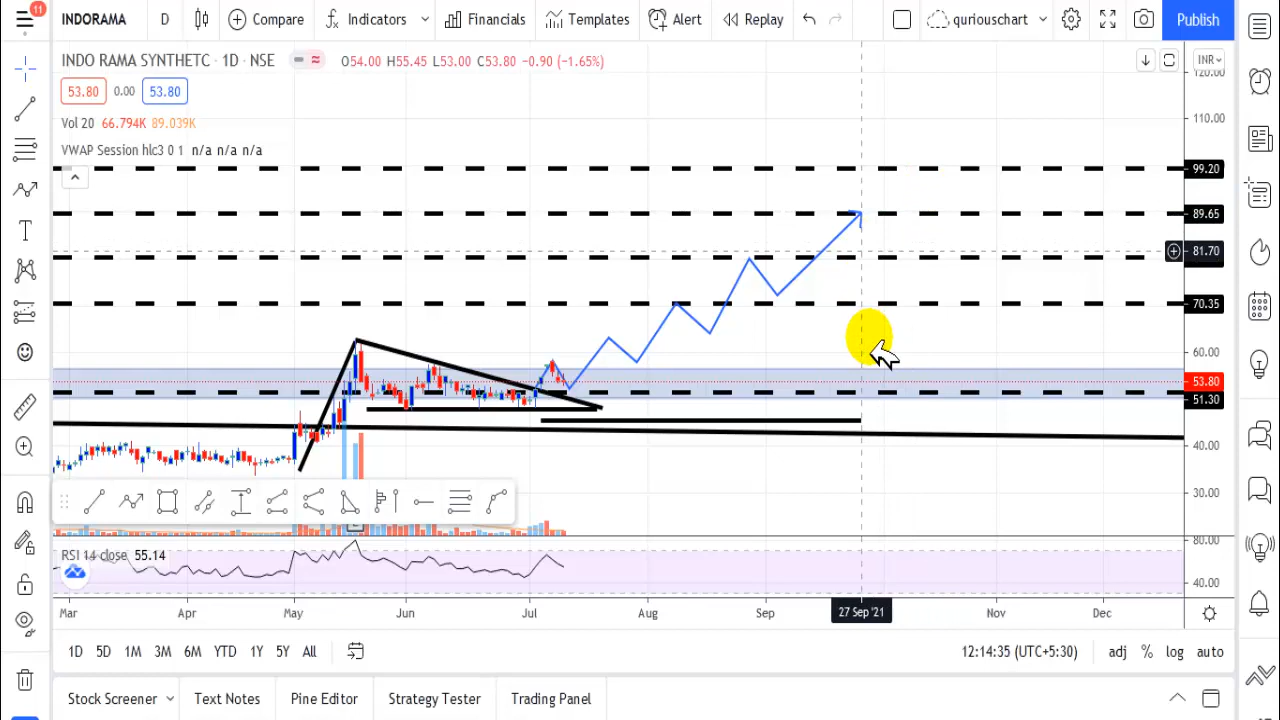 11
INDORAMA D Compare Indicators Financials Templates Alert Replay quriouschart Publish
INDO RAMA SYNTHETC · 1D · NSE O54.00 H55.45 L53.00 C53.80 −0.90 (−1.65%) INR
53.80 0.00 53.80
Vol 20 66.794K 89.039K
VWAP Session hlc3 0 1 n/a n/a n/a
120.00
110.00
99.20
89.65
81.70
70.35
60.00
53.80
51.30
40.00
30.00
RSI 14 close 55.14
80.00
40.00
Mar Apr May Jun Jul Aug Sep 27 Sep '21 Nov Dec
1D 5D 1M 3M 6M YTD 1Y 5Y All 12:14:35 (UTC+5:30) adj % log auto
Stock Screener Text Notes Pine Editor Strategy Tester Trading Panel